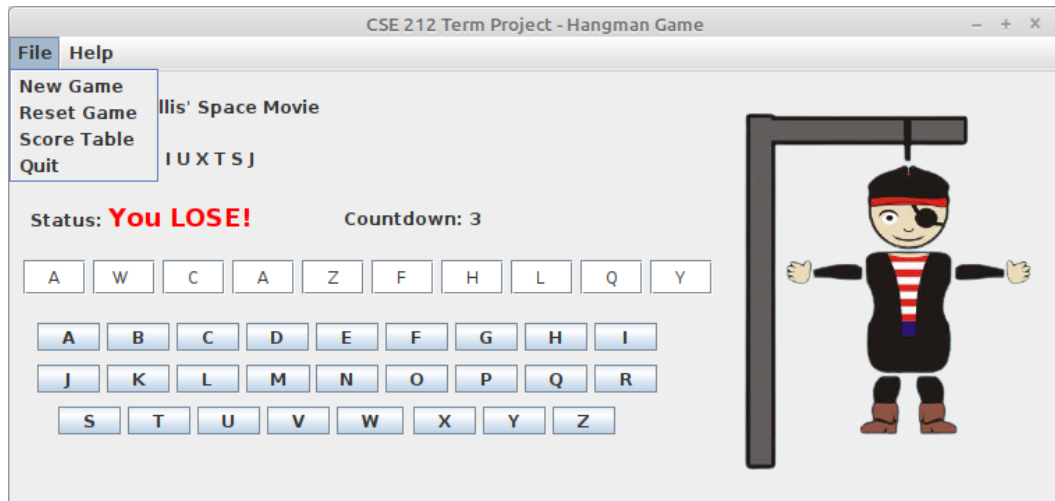 CSE 212 Term Project - Hangman Game
File Help
New Game
Reset Game
Score Table
Quit
llis' Space Movie
I U X T S J
Status: You LOSE! Countdown: 3
A W C A Z F H L Q Y
A B C D E F G H I
J K L M N O P Q R
S T U V W X Y Z